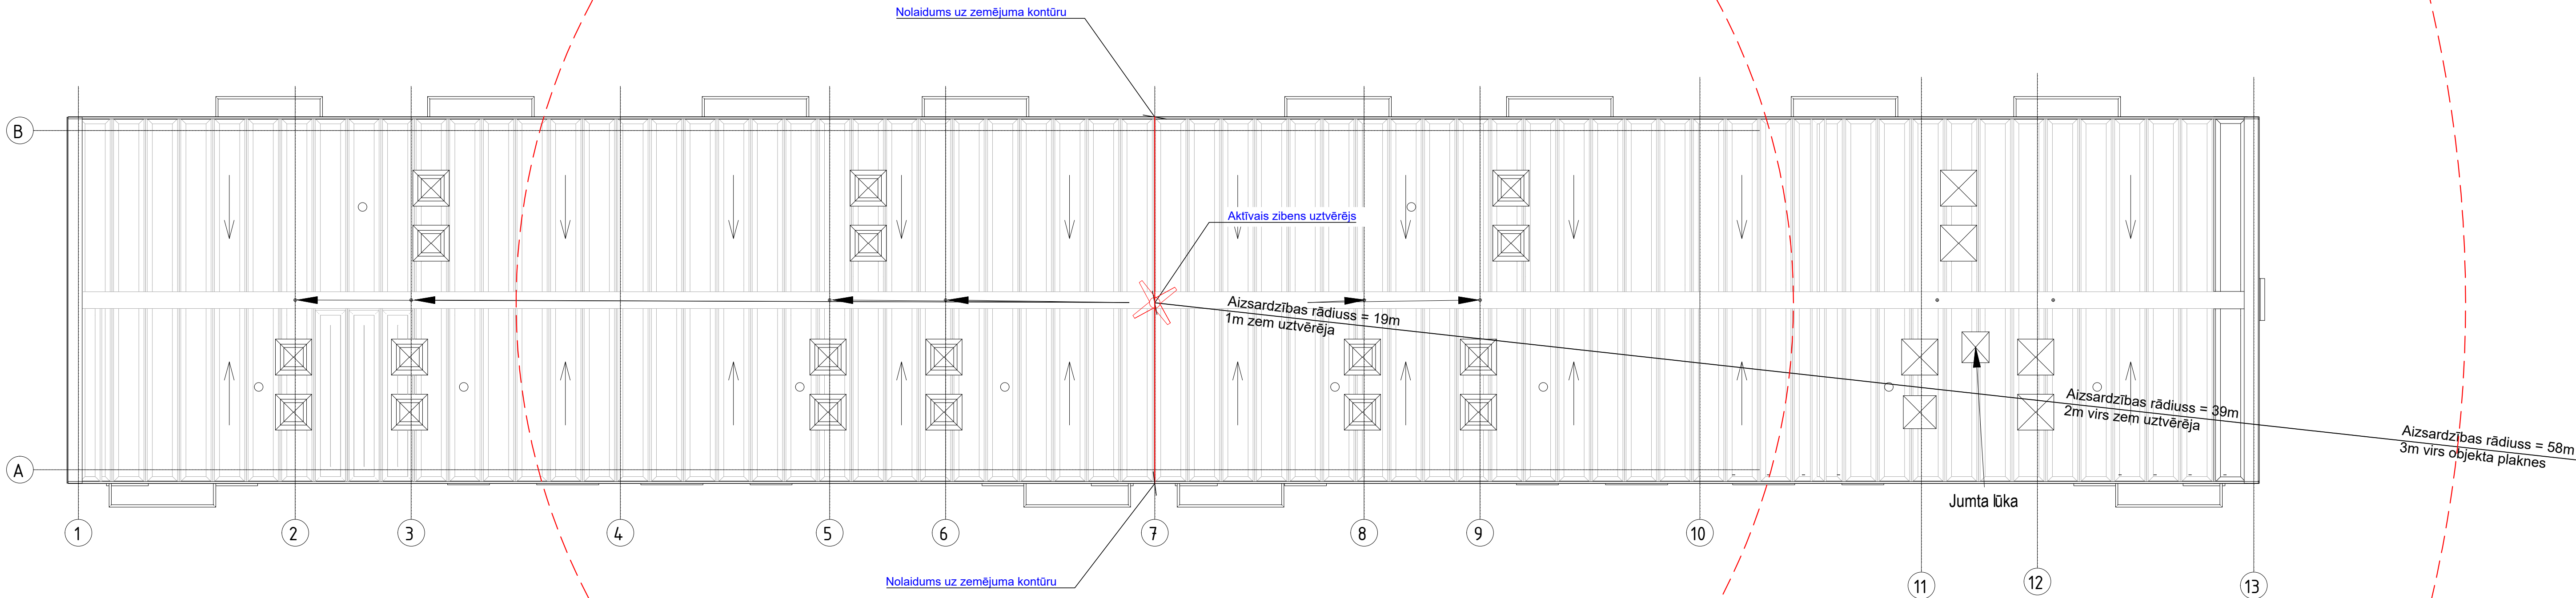 Nolaidums uz zemējuma kontūru
B
Aktīvais zibens uztvērējs
Aizsardzības rādiuss = 19m
1m zem uztvērēja
Aizsardzības rādiuss = 39m
2m virs zem uztvērēja
Aizsardzības rādiuss = 58m
3m virs objekta plaknes
A
Jumta lūka
1
2
3
4
5
6
7
8
9
10
11
12
13
Nolaidums uz zemējuma kontūru